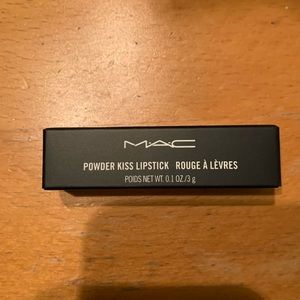 MAC
POWDER KISS LIPSTICK ROUGE À LÈVRES
POIDS NET WT. 0.1 OZ./3 g